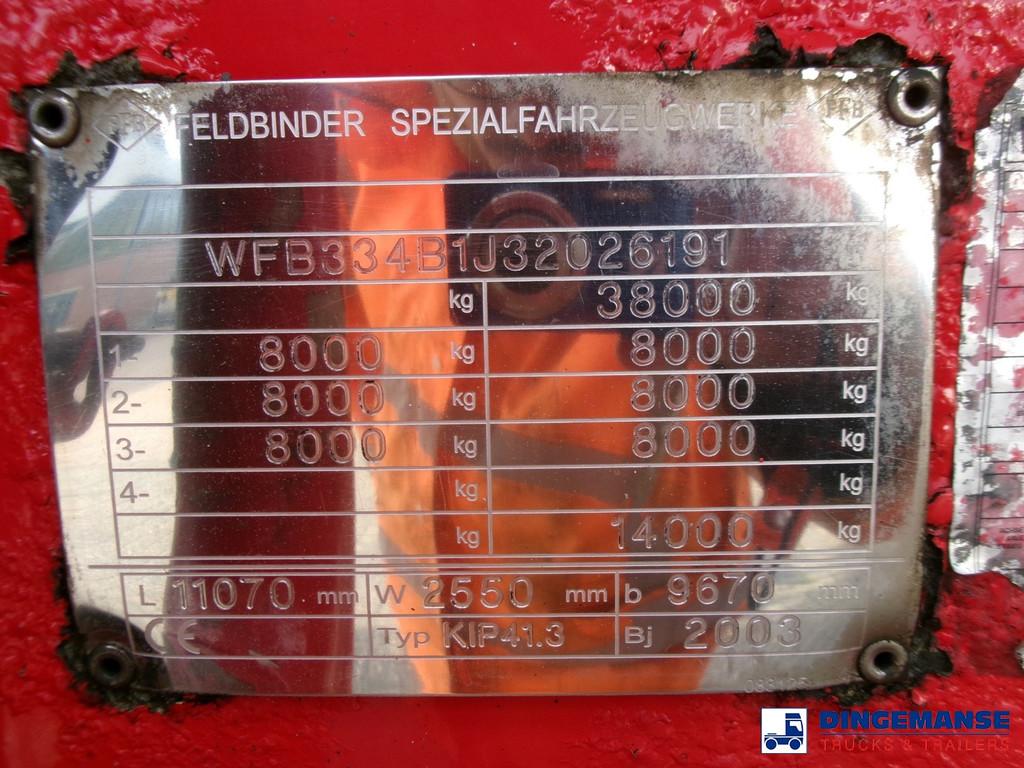 FFB FELDBINDER SPEZIALFAHRZEUGWERKE FFB
WFB334B1J32026191
kg 38000 kg
1- 8000 kg 8000 kg
2- 8000 kg 8000 kg
3- 8000 kg 8000 kg
4- kg kg
kg 14000 kg
L 11070 mm W 2550 mm b 9670 mm
CE Typ KIP41.3 Bj 2003
DINGEMANSE
TRUCKS & TRAILERS